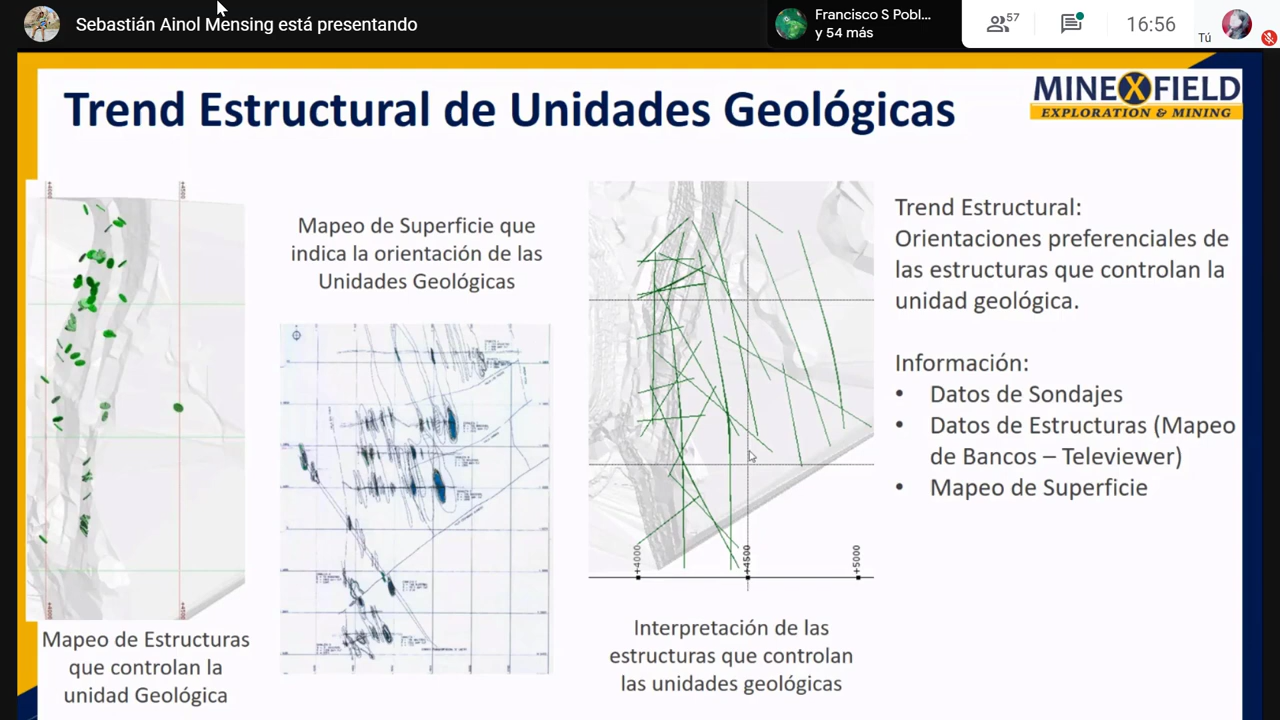 Sebastián Ainol Mensing está presentando
Francisco S Pobl...
y 54 más
57
16:56
Tú
Trend Estructural de Unidades Geológicas
MINEXFIELD
EXPLORATION & MINING
Mapeo de Estructuras
que controlan la
unidad Geológica
Mapeo de Superficie que
indica la orientación de las
Unidades Geológicas
+4000
+4500
+5000
Interpretación de las
estructuras que controlan
las unidades geológicas
Trend Estructural:
Orientaciones preferenciales de
las estructuras que controlan la
unidad geológica.
Información:
• Datos de Sondajes
• Datos de Estructuras (Mapeo
de Bancos – Televiewer)
• Mapeo de Superficie